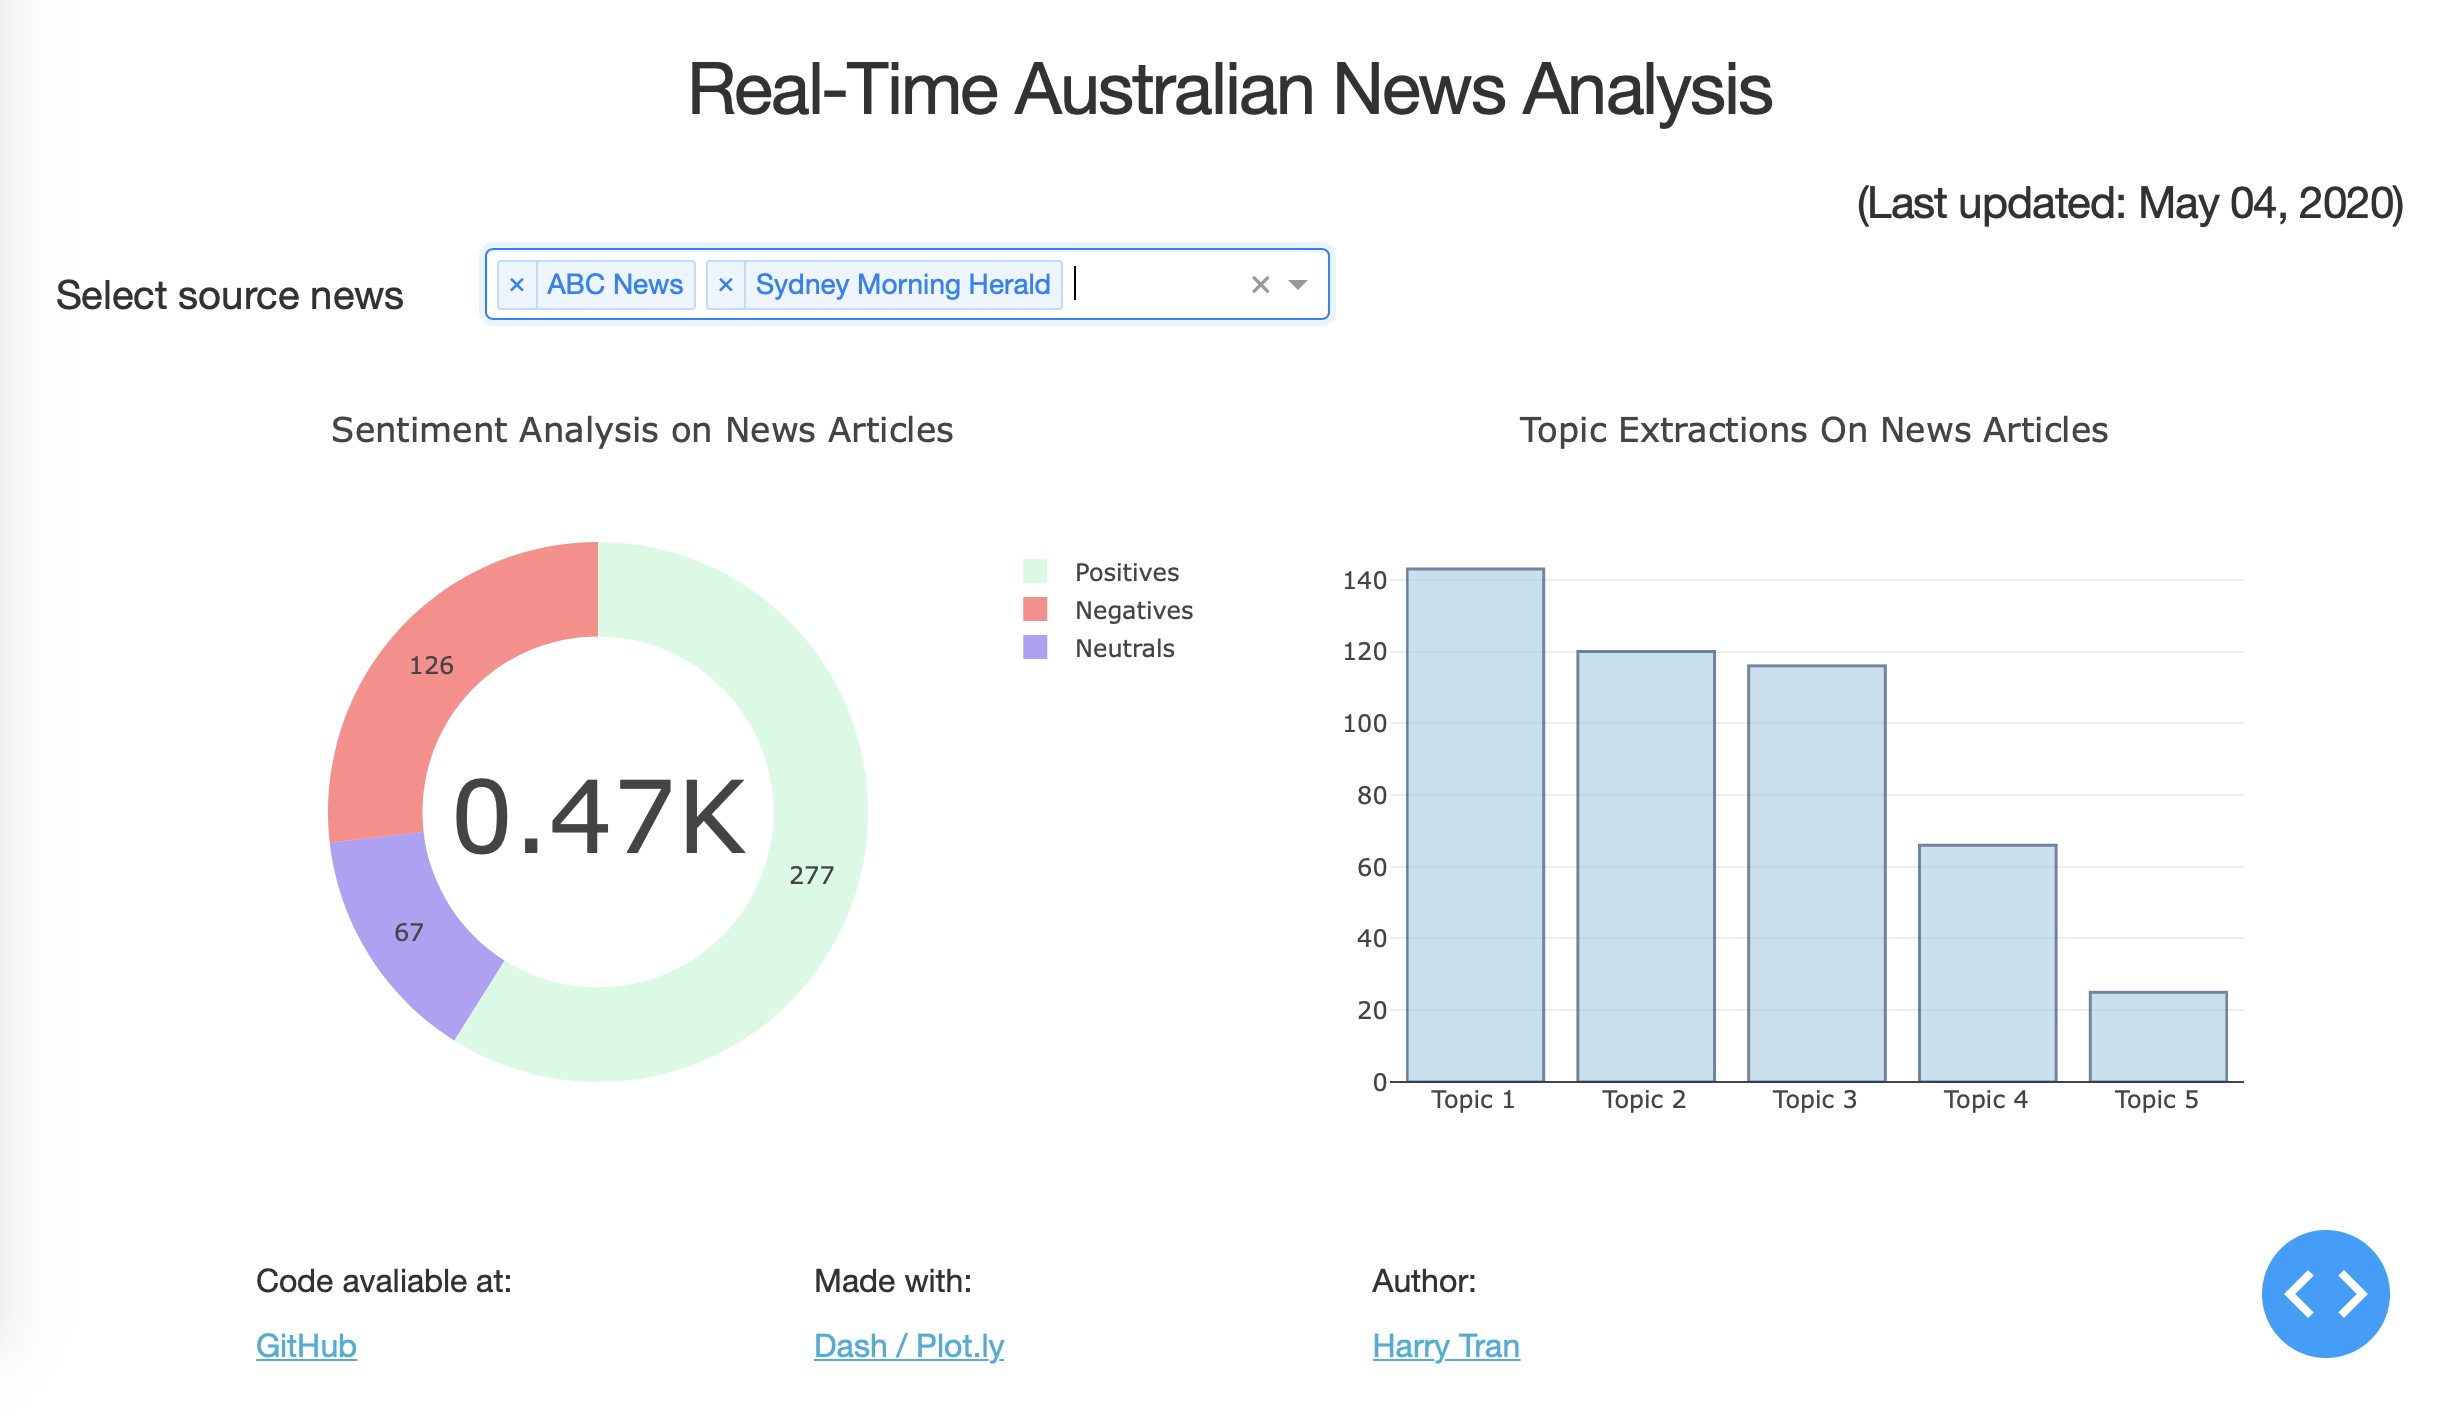 Real-Time Australian News Analysis
(Last updated: May 04, 2020)
Select source news
× ABC News × Sydney Morning Herald ×
Sentiment Analysis on News Articles
Positives
Negatives
Neutrals
126
0.47K
277
67
Topic Extractions On News Articles
140
120
100
80
60
40
20
0
Topic 1 Topic 2 Topic 3 Topic 4 Topic 5
Code avaliable at: Made with: Author:
GitHub Dash / Plot.ly Harry Tran